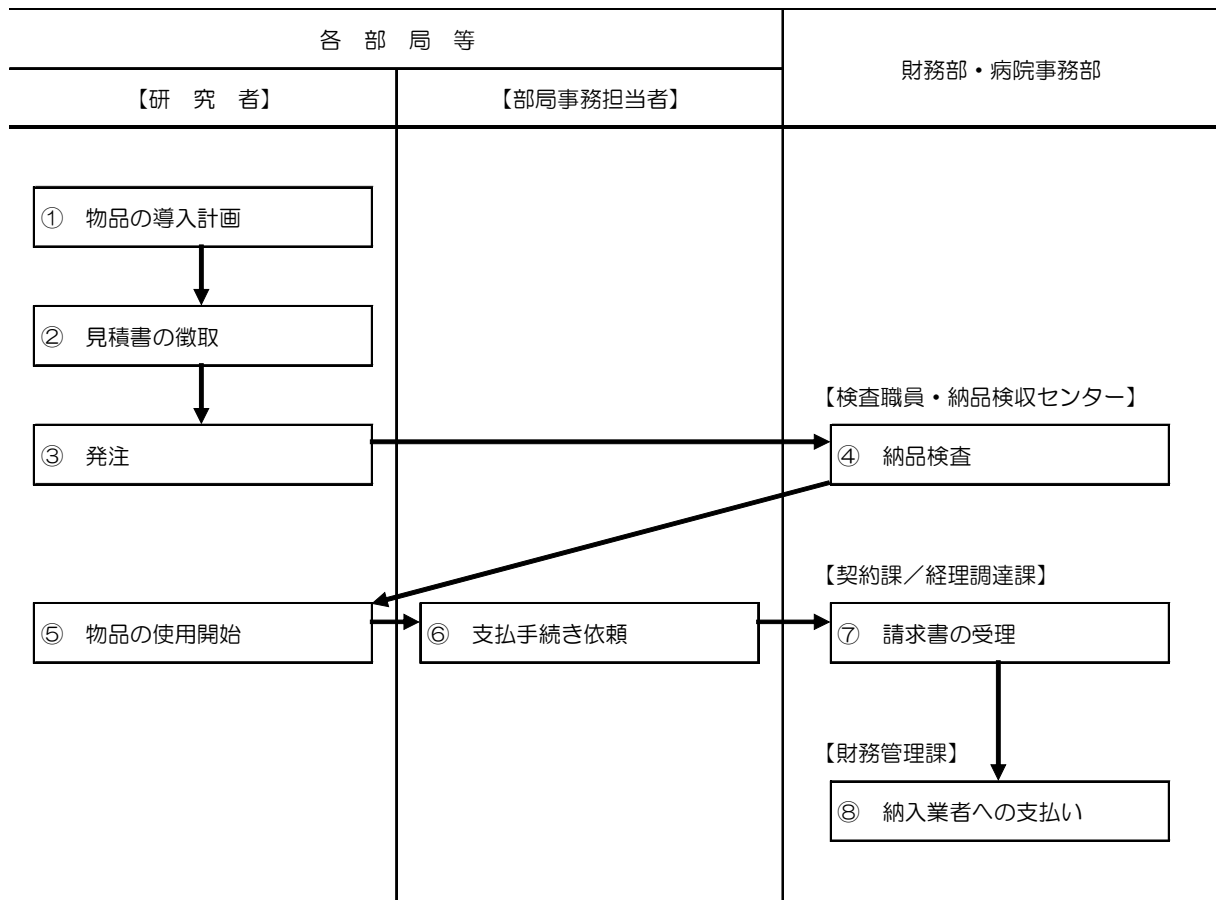 各 部 局 等
財務部・病院事務部
【研 究 者】
【部局事務担当者】
① 物品の導入計画
② 見積書の徴取
【検査職員・納品検収センター】
③ 発注
④ 納品検査
【契約課／経理調達課】
⑤ 物品の使用開始
⑥ 支払手続き依頼
⑦ 請求書の受理
【財務管理課】
⑧ 納入業者への支払い